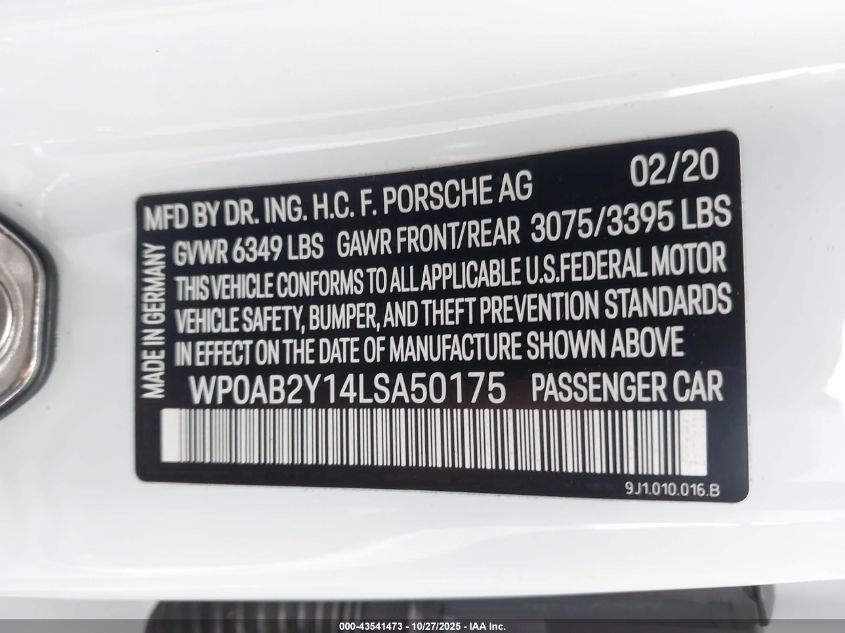 MFD BY DR. ING. H.C. F. PORSCHE AG 02/20
GVWR 6349 LBS GAWR FRONT/REAR 3075/3395 LBS
THIS VEHICLE CONFORMS TO ALL APPLICABLE U.S.FEDERAL MOTOR
VEHICLE SAFETY, BUMPER, AND THEFT PREVENTION STANDARDS
IN EFFECT ON THE DATE OF MANUFACTURE SHOWN ABOVE
WP0AB2Y14LSA50175 PASSENGER CAR
MADE IN GERMANY
9J1.010.016.B
000-43541473 - 10/27/2025 - IAA Inc.